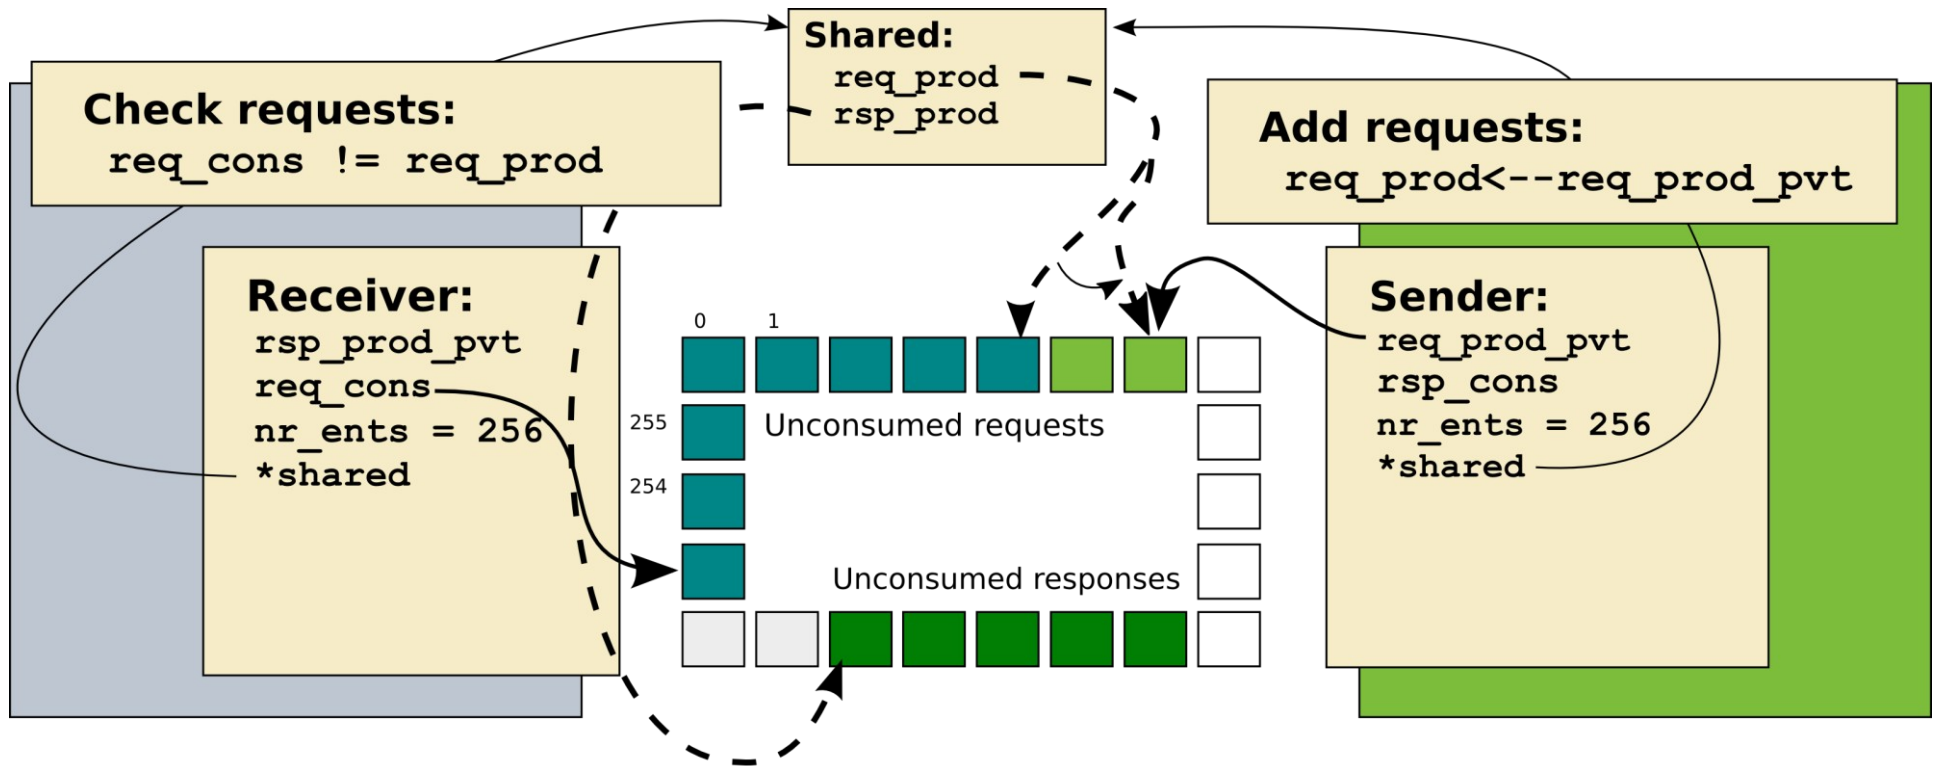 Shared:
req_prod
rsp_prod
Check requests:
req_cons != req_prod
Add requests:
req_prod<--req_prod_pvt
Receiver:
rsp_prod_pvt
req_cons
nr_ents = 256
*shared
0 1
255
254
Unconsumed requests
Unconsumed responses
Sender:
req_prod_pvt
rsp_cons
nr_ents = 256
*shared